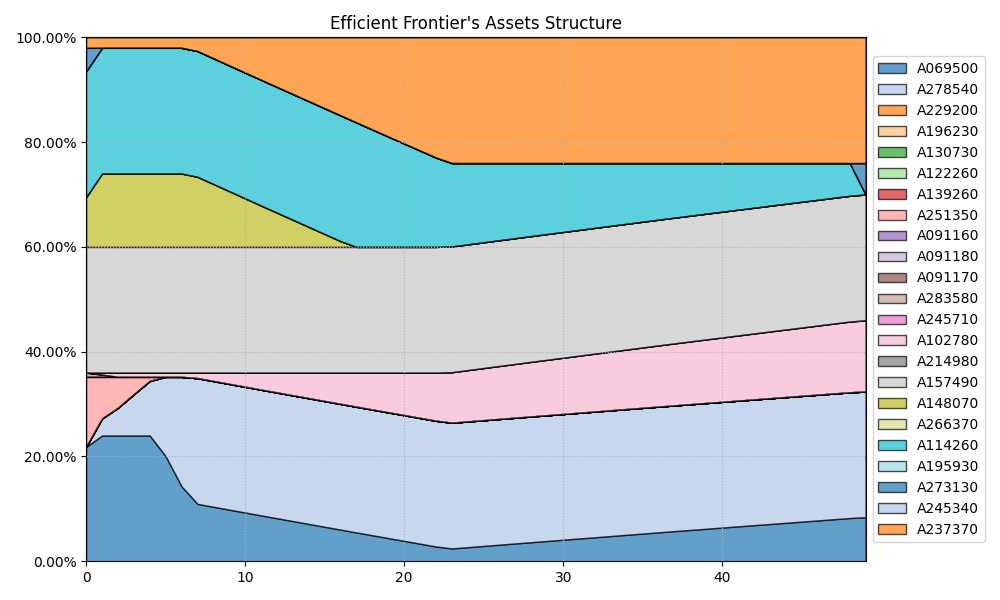 Efficient Frontier's Assets Structure
100.00%
80.00%
60.00%
40.00%
20.00%
0.00%
0 10 20 30 40
A069500
A278540
A229200
A196230
A130730
A122260
A139260
A251350
A091160
A091180
A091170
A283580
A245710
A102780
A214980
A157490
A148070
A266370
A114260
A195930
A273130
A245340
A237370